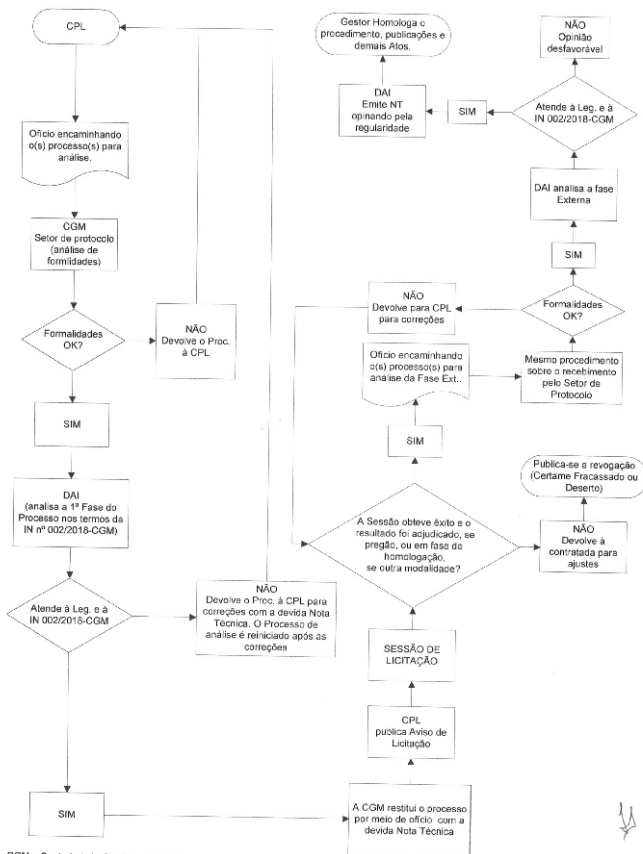 CPL
Ofício encaminhando
o(s) processo(s) para
análise.
CGM
Setor de protocolo
(análise de
formlidades)
Formalidades
OK?
NÃO
Devolve o Proc.
à CPL
SIM
DAI
(analisa a 1ª Fase do
Processo nos termos da
IN nº 002/2018-CGM)
Atende à Leg. e à
IN 002/2018-CGM
NÃO
Devolve o Proc. à CPL para
correções com a devida Nota
Técnica. O Processo de
análise é reiniciado após as
correções
SIM
A CGM restitui o processo
por meio de ofício com a
devida Nota Técnica
CPL
publica Aviso de
Licitação
SESSÃO DE
LICITAÇÃO
A Sessão obteve êxito e o
resultado foi adjudicado, se
pregão, ou em fase de
homologação,
se outra modalidade?
NÃO
Devolve à
contratada para
ajustes
Publica-se a revogação
(Certame Fracassado ou
Deserto)
SIM
Ofício encaminhando
o(s) processo(s) para
análise da Fase Ext..
Mesmo procedimento
sobre o recebimento
pelo Setor de
Protocolo
Formalidades
OK?
NÃO
Devolve para CPL
para correções
SIM
DAI analisa a fase
Externa
Atende à Leg. e à
IN 002/2018-CGM
NÃO
Opinião
desfavorável
SIM
DAI
Emite NT
opinando pela
regularidade
Gestor Homologa o
procedimento, publicações e
demais Atos.